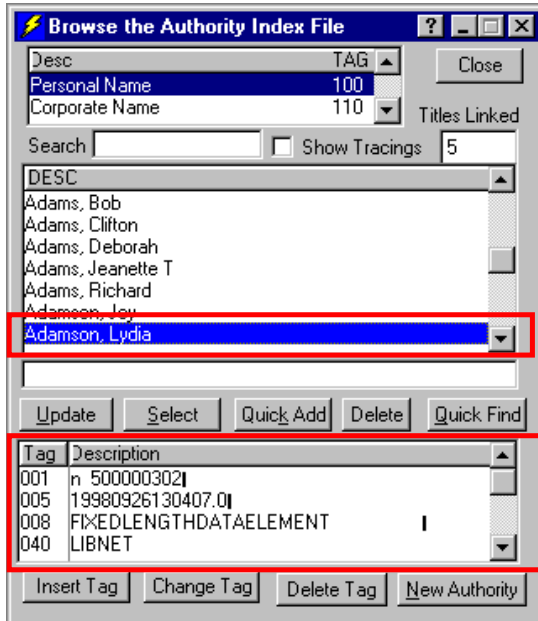 Browse the Authority Index File
Desc TAG
Close
Personal Name 100
Corporate Name 110
Titles Linked
Search Show Tracings 5
DESC
Adams, Bob
Adams, Clifton
Adams, Deborah
Adams, Jeanette T
Adams, Richard
Adamson, Joy
Adamson, Lydia
Update Select Quick Add Delete Quick Find
Tag Description
001 n 500000302
005 19980926130407.0
008 FIXEDLENGTHDATAELEMENT
040 LIBNET
Insert Tag Change Tag Delete Tag New Authority